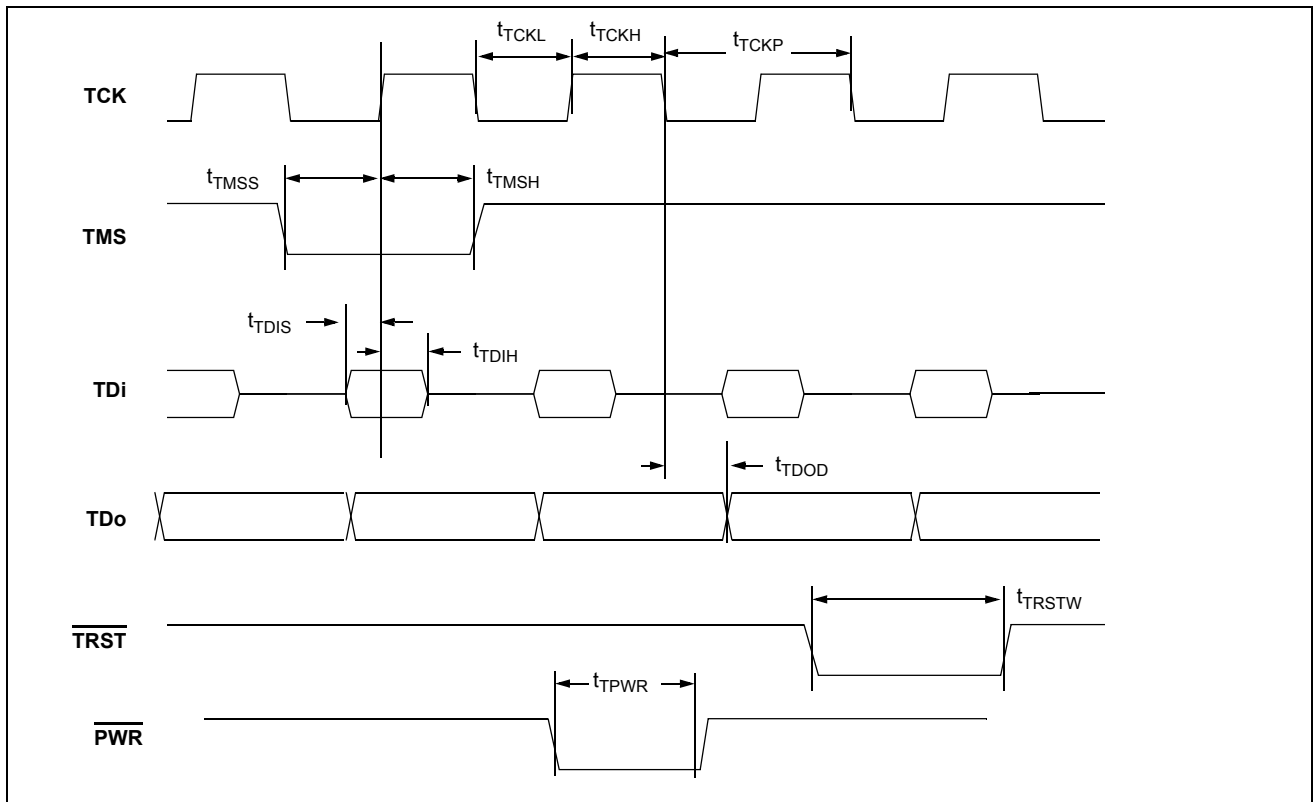 tTCKL
tTCKH
tTCKP
TCK
tTMSS
tTMSH
TMS
tTDIS
tTDIH
TDi
tTDOD
TDo
tTRSTW
TRST
tTPWR
PWR